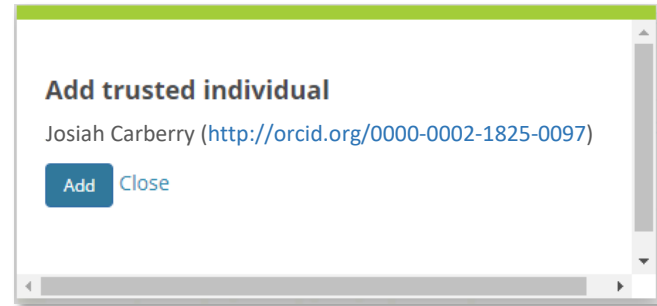 Add trusted individual
Josiah Carberry (http://orcid.org/0000-0002-1825-0097)
Add Close